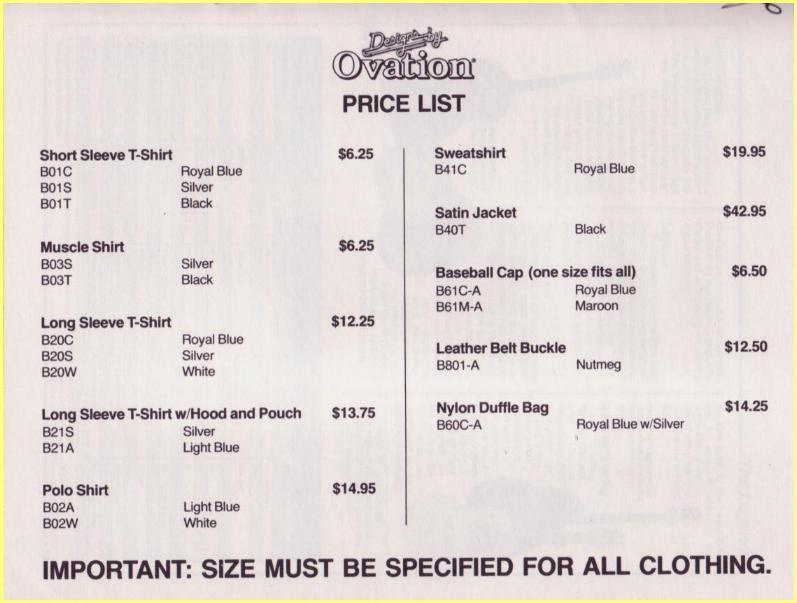 Designs by
Ovation®
PRICE LIST
Short Sleeve T-Shirt $6.25
B01C Royal Blue
B01S Silver
B01T Black
Muscle Shirt $6.25
B03S Silver
B03T Black
Long Sleeve T-Shirt $12.25
B20C Royal Blue
B20S Silver
B20W White
Long Sleeve T-Shirt w/Hood and Pouch $13.75
B21S Silver
B21A Light Blue
Polo Shirt $14.95
B02A Light Blue
B02W White
Sweatshirt $19.95
B41C Royal Blue
Satin Jacket $42.95
B40T Black
Baseball Cap (one size fits all) $6.50
B61C-A Royal Blue
B61M-A Maroon
Leather Belt Buckle $12.50
B801-A Nutmeg
Nylon Duffle Bag $14.25
B60C-A Royal Blue w/Silver
IMPORTANT: SIZE MUST BE SPECIFIED FOR ALL CLOTHING.